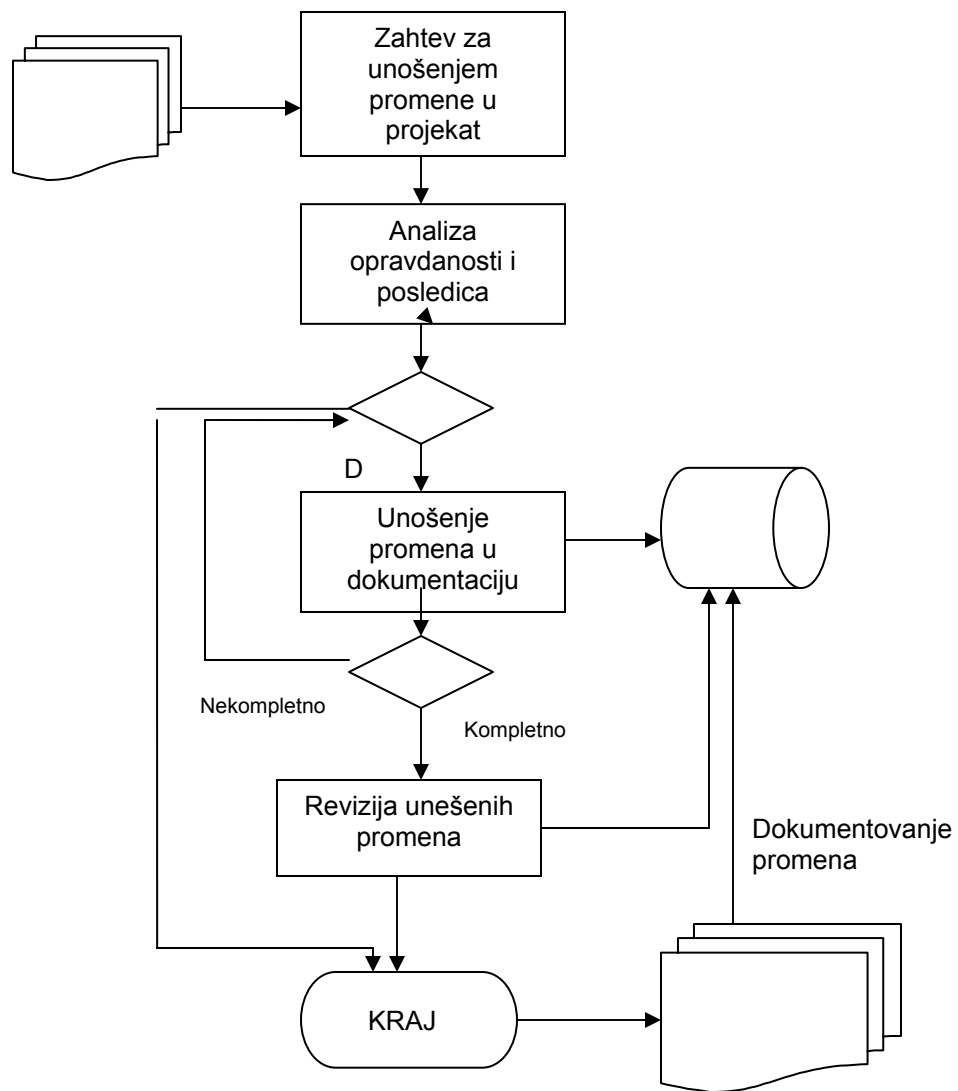 Zahtev za
unošenjem
promene u
projekat
Analiza
opravdanosti i
posledica
D
Unošenje
promena u
dokumentaciju
Nekompletno
Kompletno
Revizija unešenih
promena
Dokumentovanje
promena
KRAJ